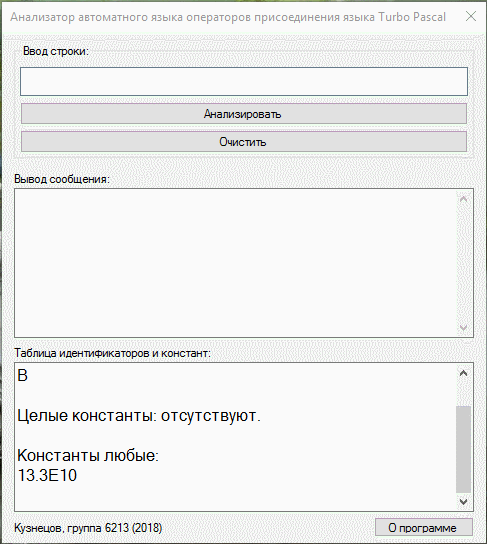 Анализатор автоматного языка операторов присоединения языка Turbo Pascal
Ввод строки:
Анализировать
Очистить
Вывод сообщения:
Таблица идентификаторов и констант:
B
Целые константы: отсутствуют.
Константы любые:
13.3E10
Кузнецов, группа 6213 (2018)
О программе